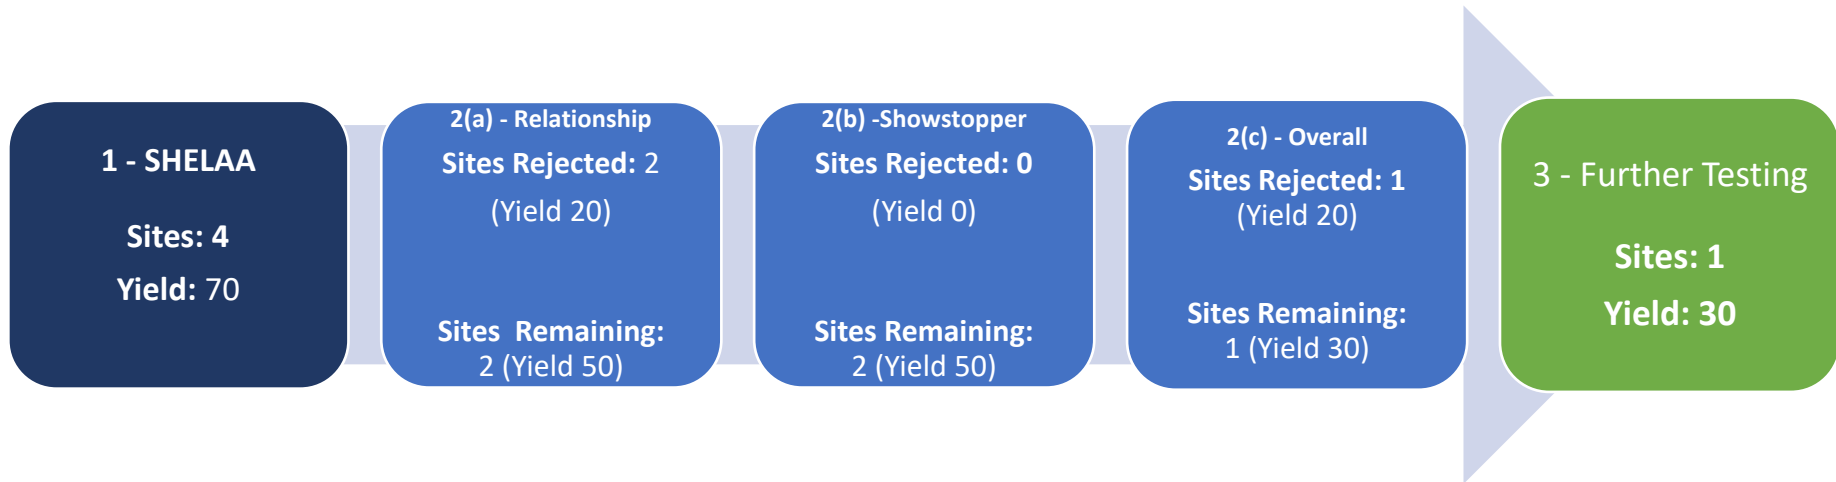 1 - SHELAA
Sites: 4
Yield: 70
2(a) - Relationship
Sites Rejected: 2
(Yield 20)
Sites Remaining:
2 (Yield 50)
2(b) -Showstopper
Sites Rejected: 0
(Yield 0)
Sites Remaining:
2 (Yield 50)
2(c) - Overall
Sites Rejected: 1
(Yield 20)
Sites Remaining:
1 (Yield 30)
3 - Further Testing
Sites: 1
Yield: 30